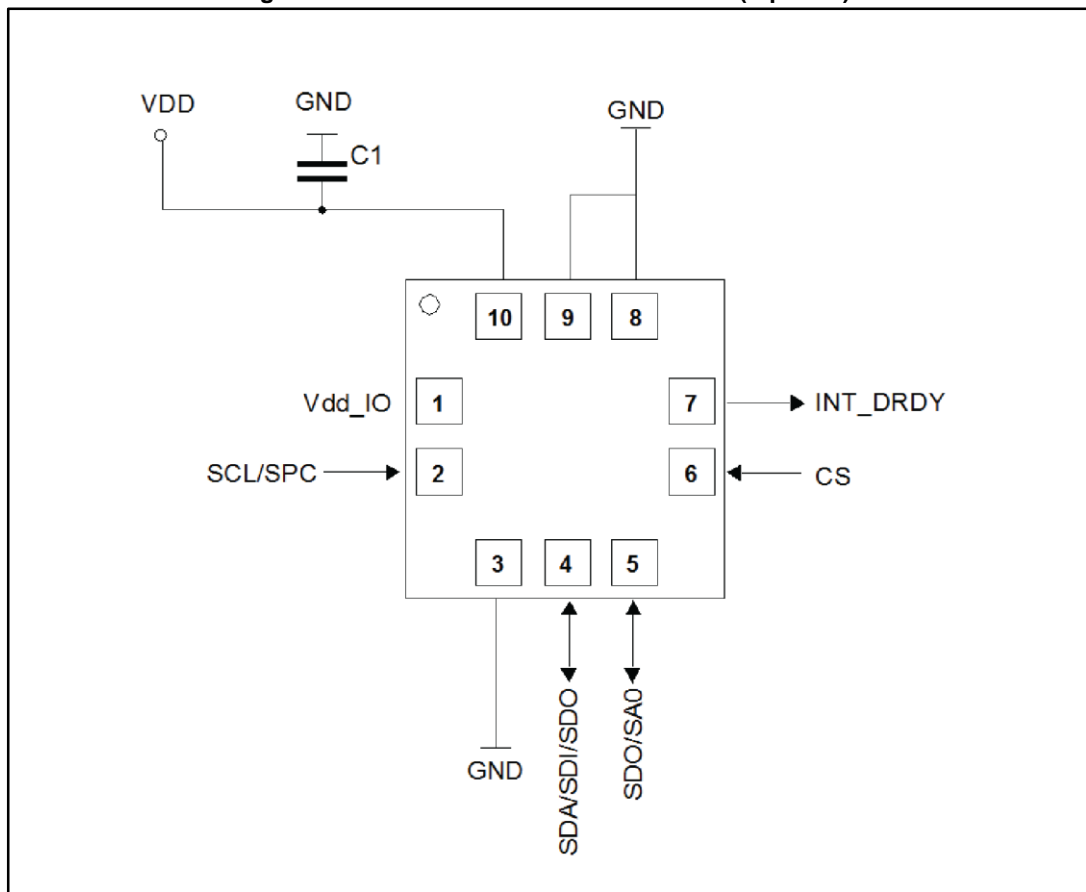 VDD
GND
C1
GND
10
9
8
Vdd_IO
1
7
INT_DRDY
SCL/SPC
2
6
CS
3
4
5
GND
SDA/SDI/SDO
SDO/SA0